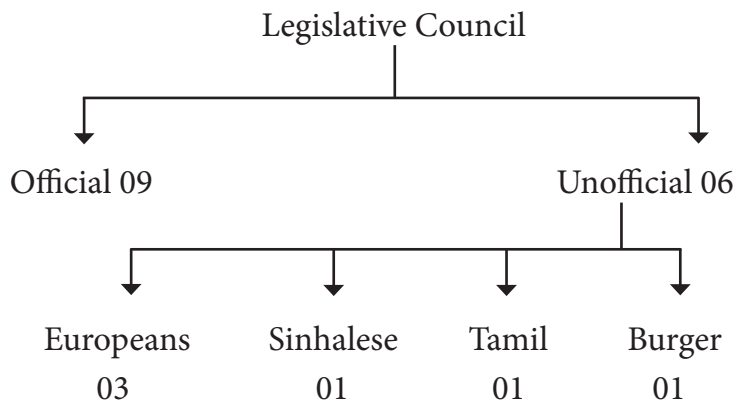 Legislative Council
Official 09 Unofficial 06
Europeans Sinhalese Tamil Burger
03 01 01 01